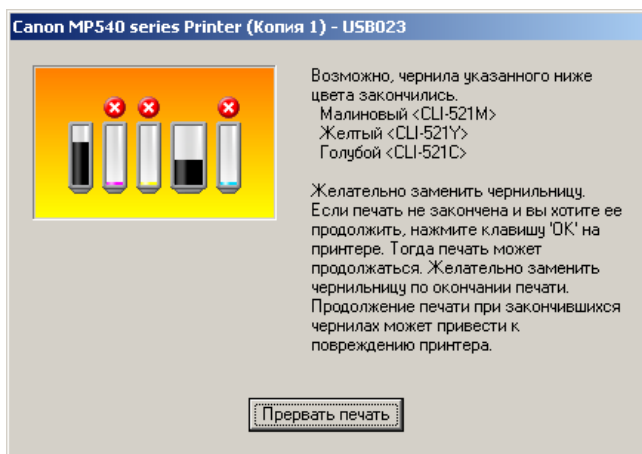 Canon MP540 series Printer (Копия 1) - USB023
Возможно, чернила указанного ниже
цвета закончились.
Малиновый <CLI-521M>
Желтый <CLI-521Y>
Голубой <CLI-521C>
Желательно заменить чернильницу.
Если печать не закончена и вы хотите ее
продолжить, нажмите клавишу 'OK' на
принтере. Тогда печать может
продолжаться. Желательно заменить
чернильницу по окончании печати.
Продолжение печати при закончившихся
чернилах может привести к
повреждению принтера.
Прервать печать